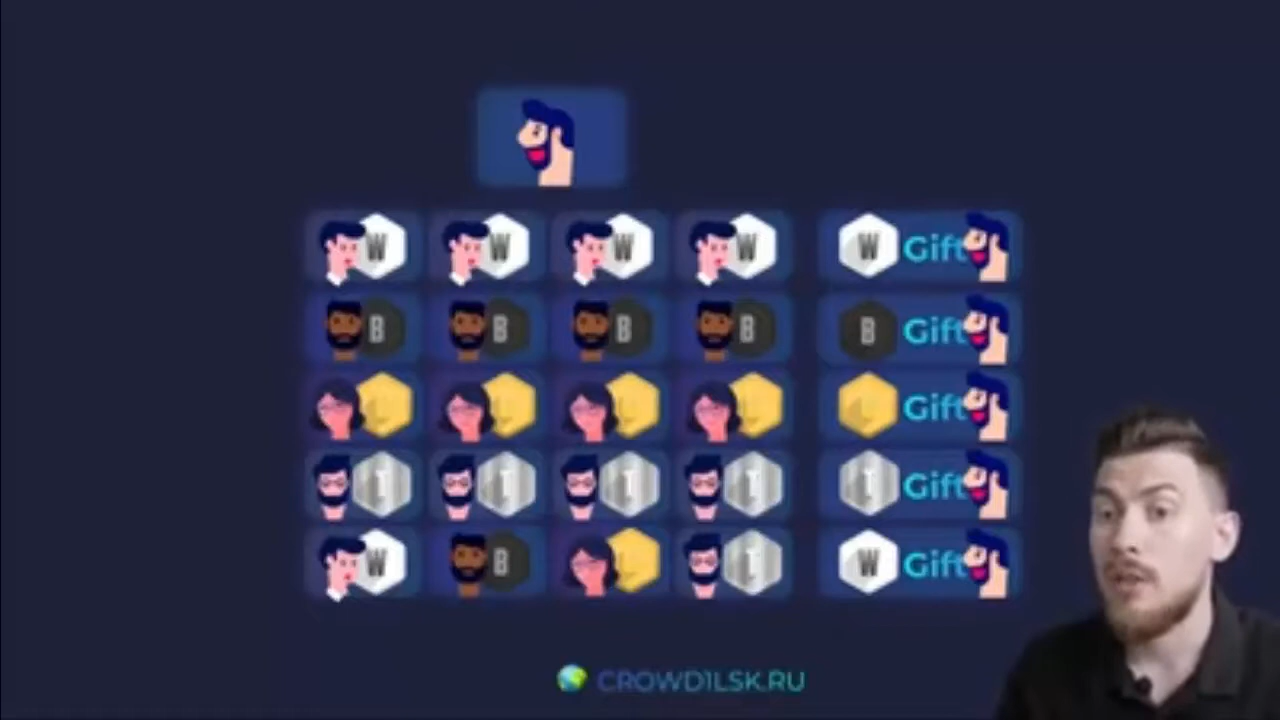 W W W W W Gift
B B B B B Gift
L L L L L Gift
I I I I I Gift
W B L I W Gift
CROWD1LSK.RU